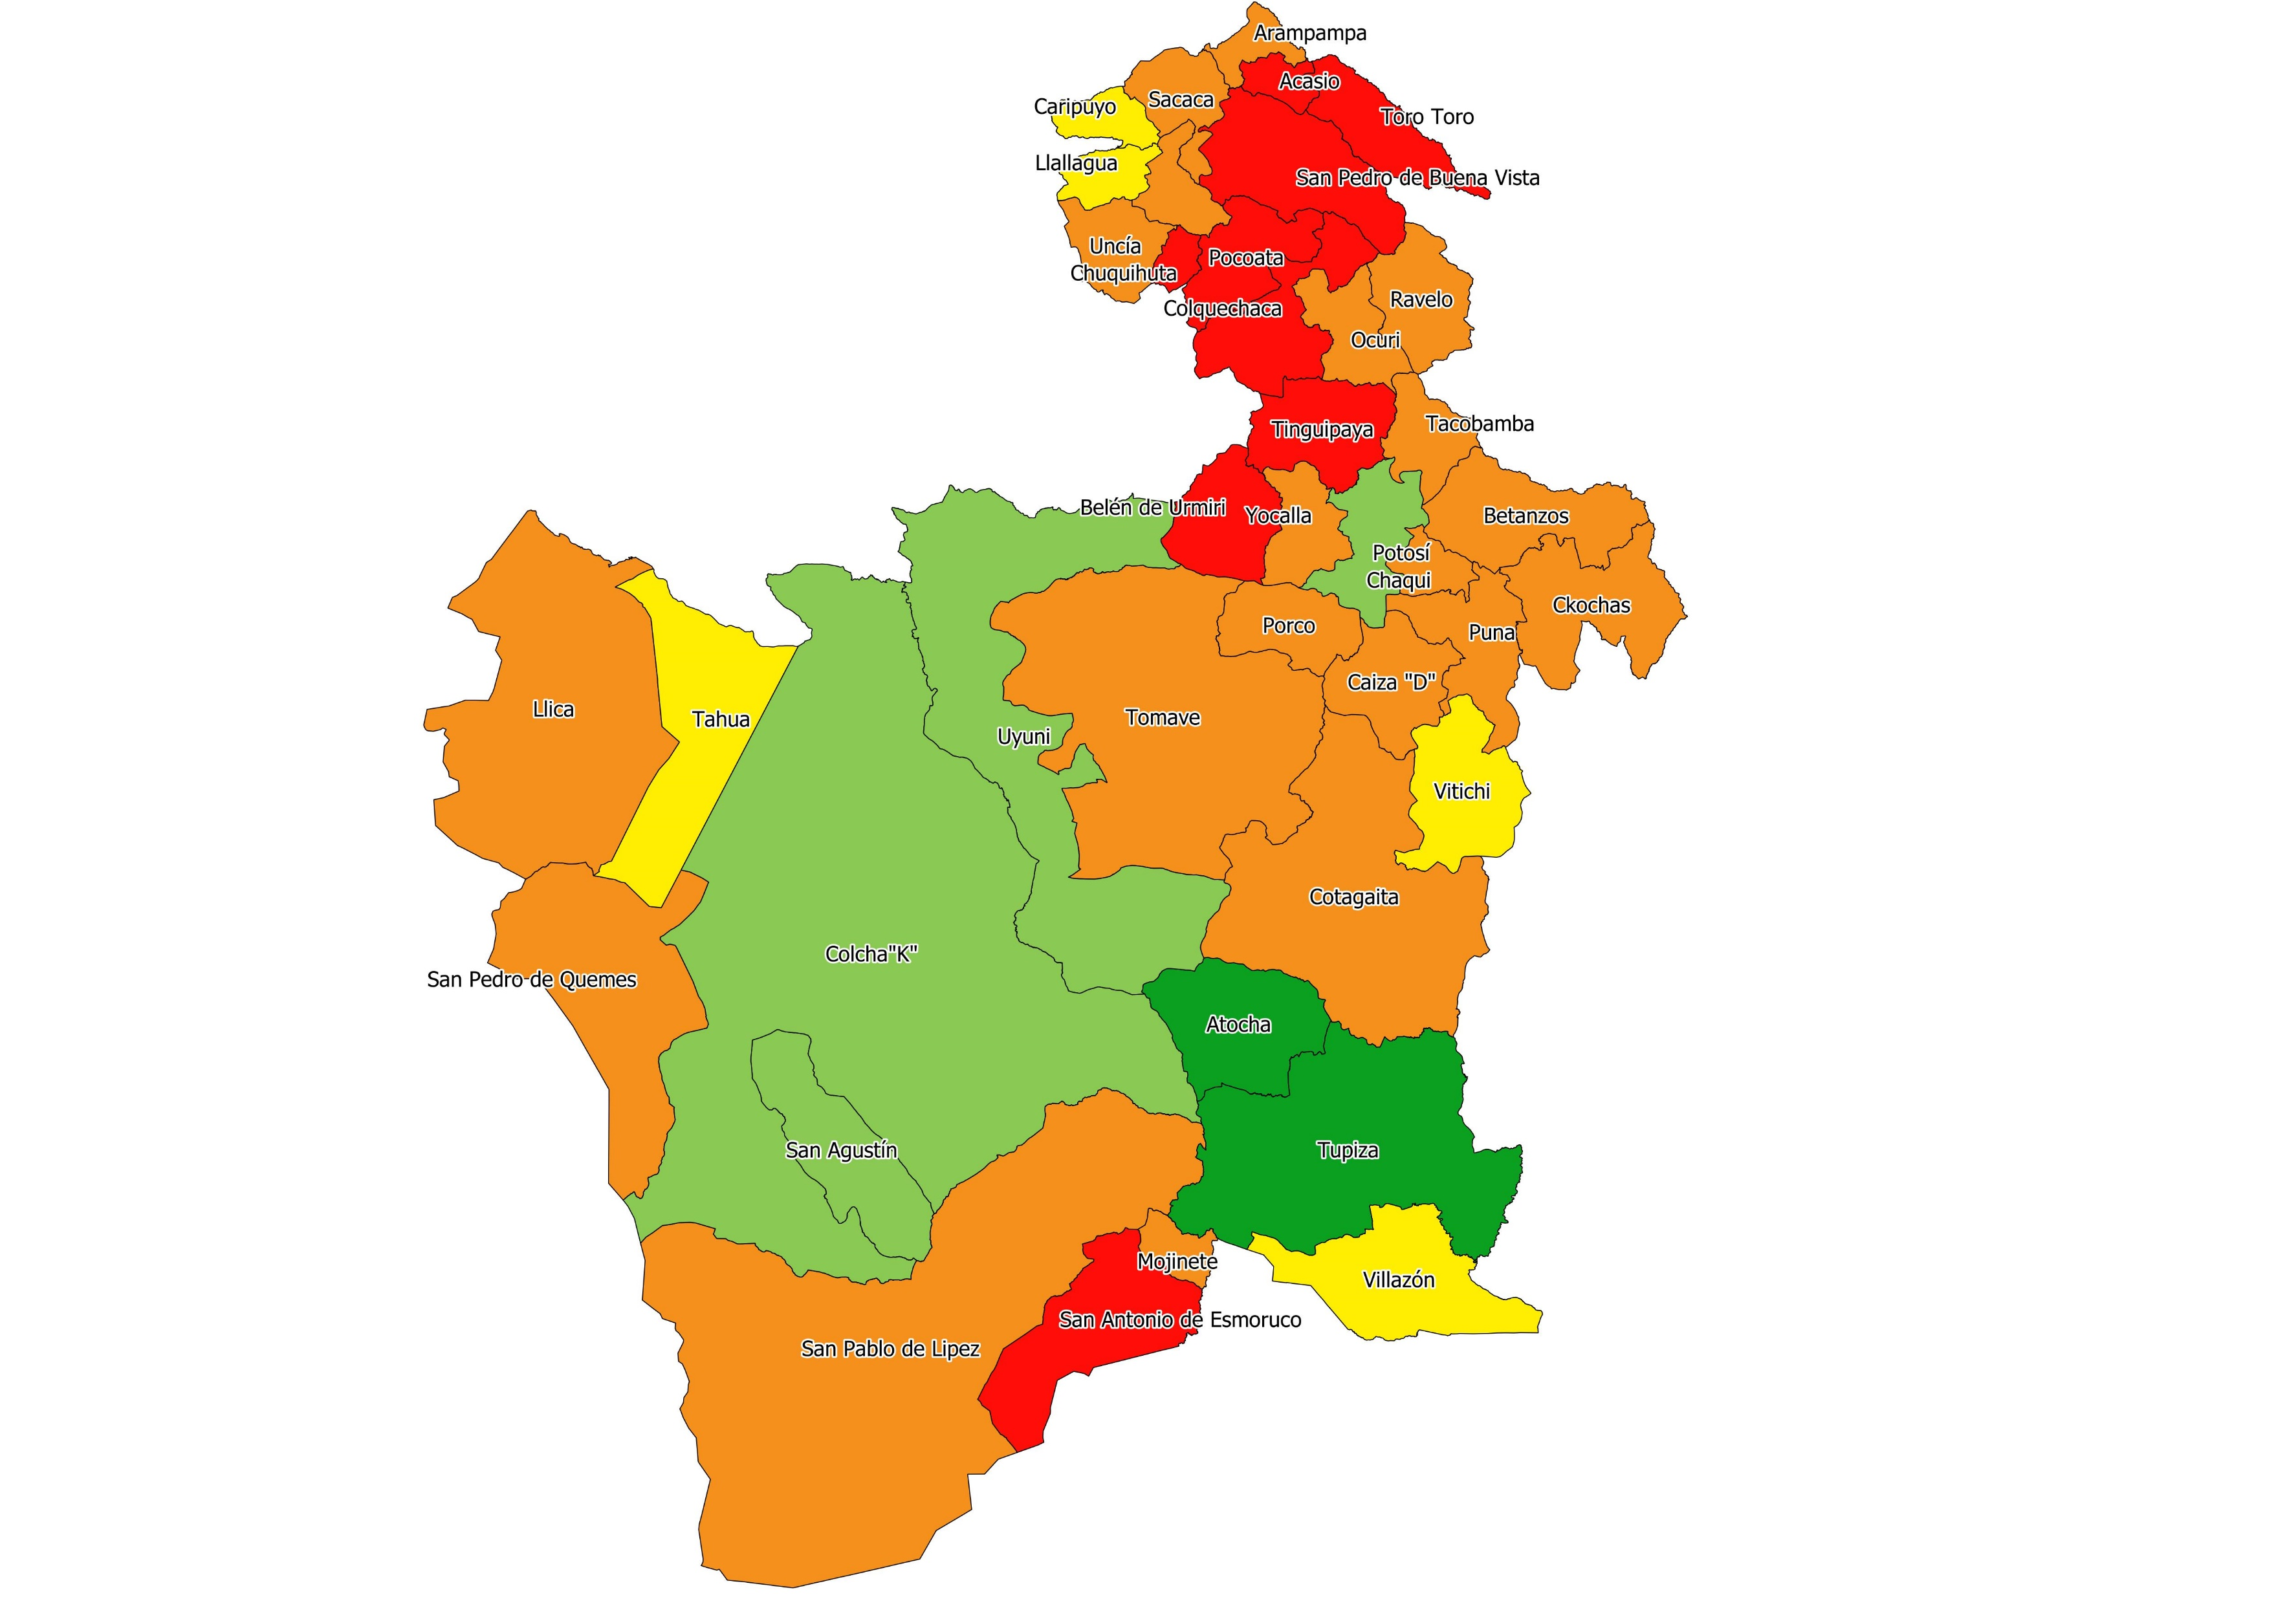 Arampampa
Acasio
Sacaca
Caripuyo
Toro Toro
Llallagua
San Pedro de Buena Vista
Uncía
Pocoata
Chuquihuta
Ravelo
Colquechaca
Ocuri
Tacobamba
Tinguipaya
Belén de Urmiri
Yocalla
Betanzos
Potosí
Chaqui
Ckochas
Porco
Puna
Caiza "D"
Llica
Tahua
Tomave
Uyuni
Vitichi
Cotagaita
Colcha"K"
San Pedro de Quemes
Atocha
San Agustín
Tupiza
Mojinete
Villazón
San Antonio de Esmoruco
San Pablo de Lipez